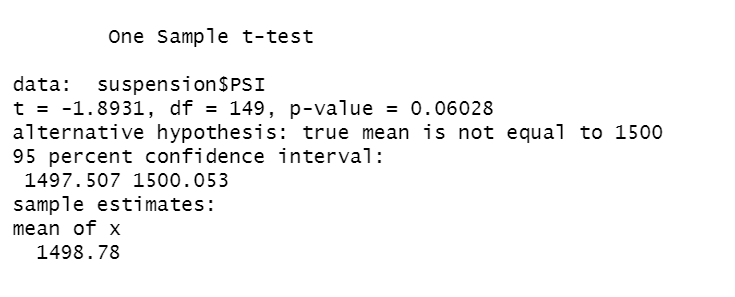 One Sample t-test
data:  suspension$PSI
t = -1.8931, df = 149, p-value = 0.06028
alternative hypothesis: true mean is not equal to 1500
95 percent confidence interval:
 1497.507 1500.053
sample estimates:
mean of x
  1498.78